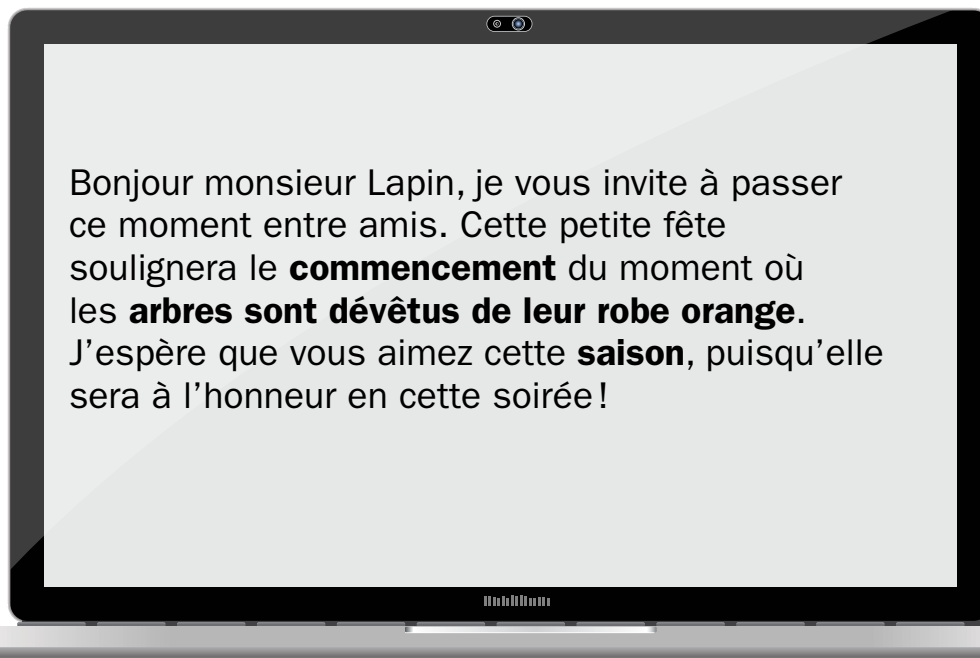 Bonjour monsieur Lapin, je vous invite à passer
ce moment entre amis. Cette petite fête
soulignera le commencement du moment où
les arbres sont dévêtus de leur robe orange.
J’espère que vous aimez cette saison, puisqu’elle
sera à l’honneur en cette soirée !